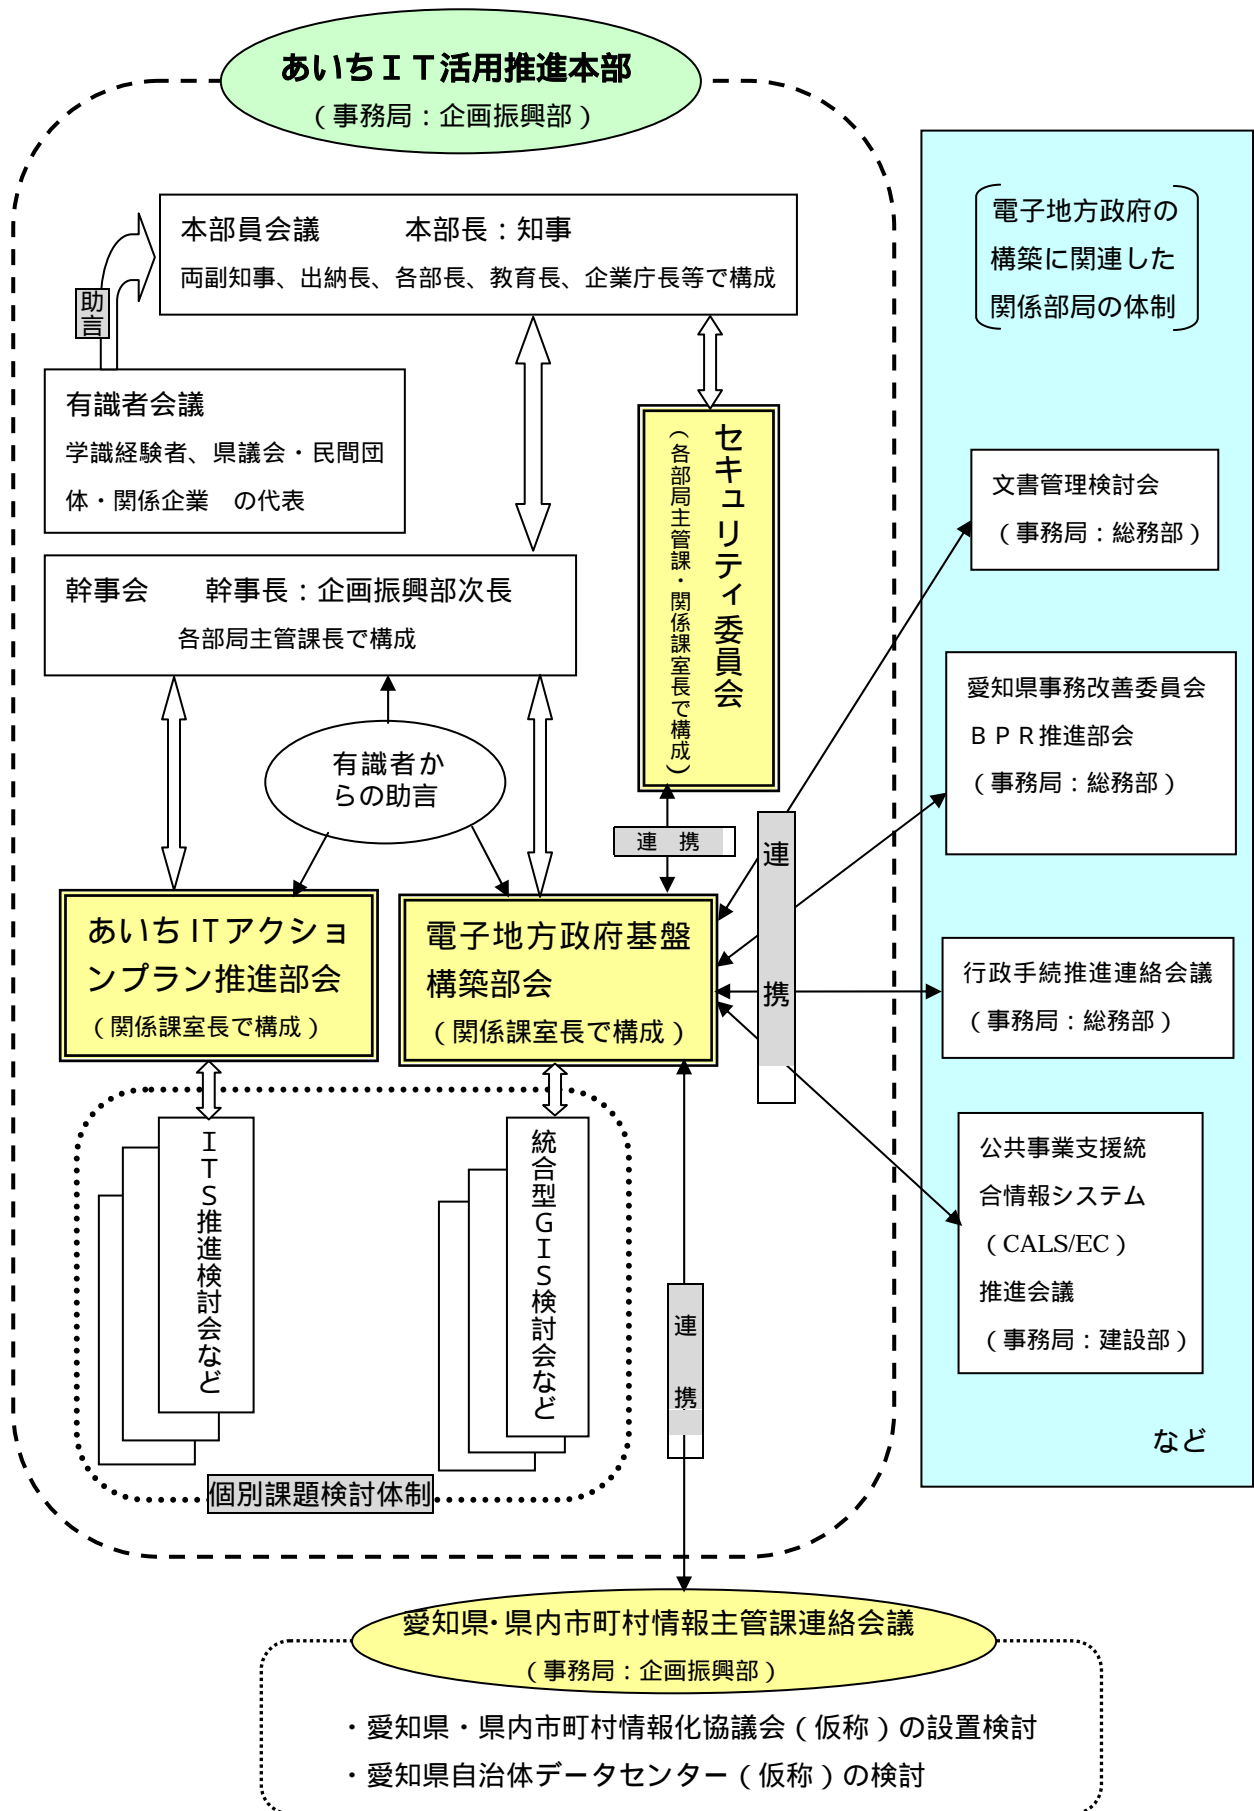 あいちＩＴ活用推進本部
（事務局：企画振興部）
本部員会議　　　本部長：知事
両副知事、出納長、各部長、教育長、企業庁長等で構成
助言
有識者会議
学識経験者、県議会・民間団
体・関係企業　の代表
セキュリティ委員会
（各部局主管課・関係課室長で構成）
幹事会　　幹事長：企画振興部次長
各部局主管課長で構成
有識者か
らの助言
連　携
連　携
あいちITアクショ
ンプラン推進部会
（関係課室長で構成）
電子地方政府基盤
構築部会
（関係課室長で構成）
ＩＴＳ推進検討会など
統合型ＧＩＳ検討会など
個別課題検討体制
連　携
電子地方政府の
構築に関連した
関係部局の体制
文書管理検討会
（事務局：総務部）
愛知県事務改善委員会
ＢＰＲ推進部会
（事務局：総務部）
行政手続推進連絡会議
（事務局：総務部）
公共事業支援統
合情報システム
（CALS/EC）
推進会議
（事務局：建設部）
など
愛知県・県内市町村情報主管課連絡会議
（事務局：企画振興部）
・愛知県・県内市町村情報化協議会（仮称）の設置検討
・愛知県自治体データセンター（仮称）の検討